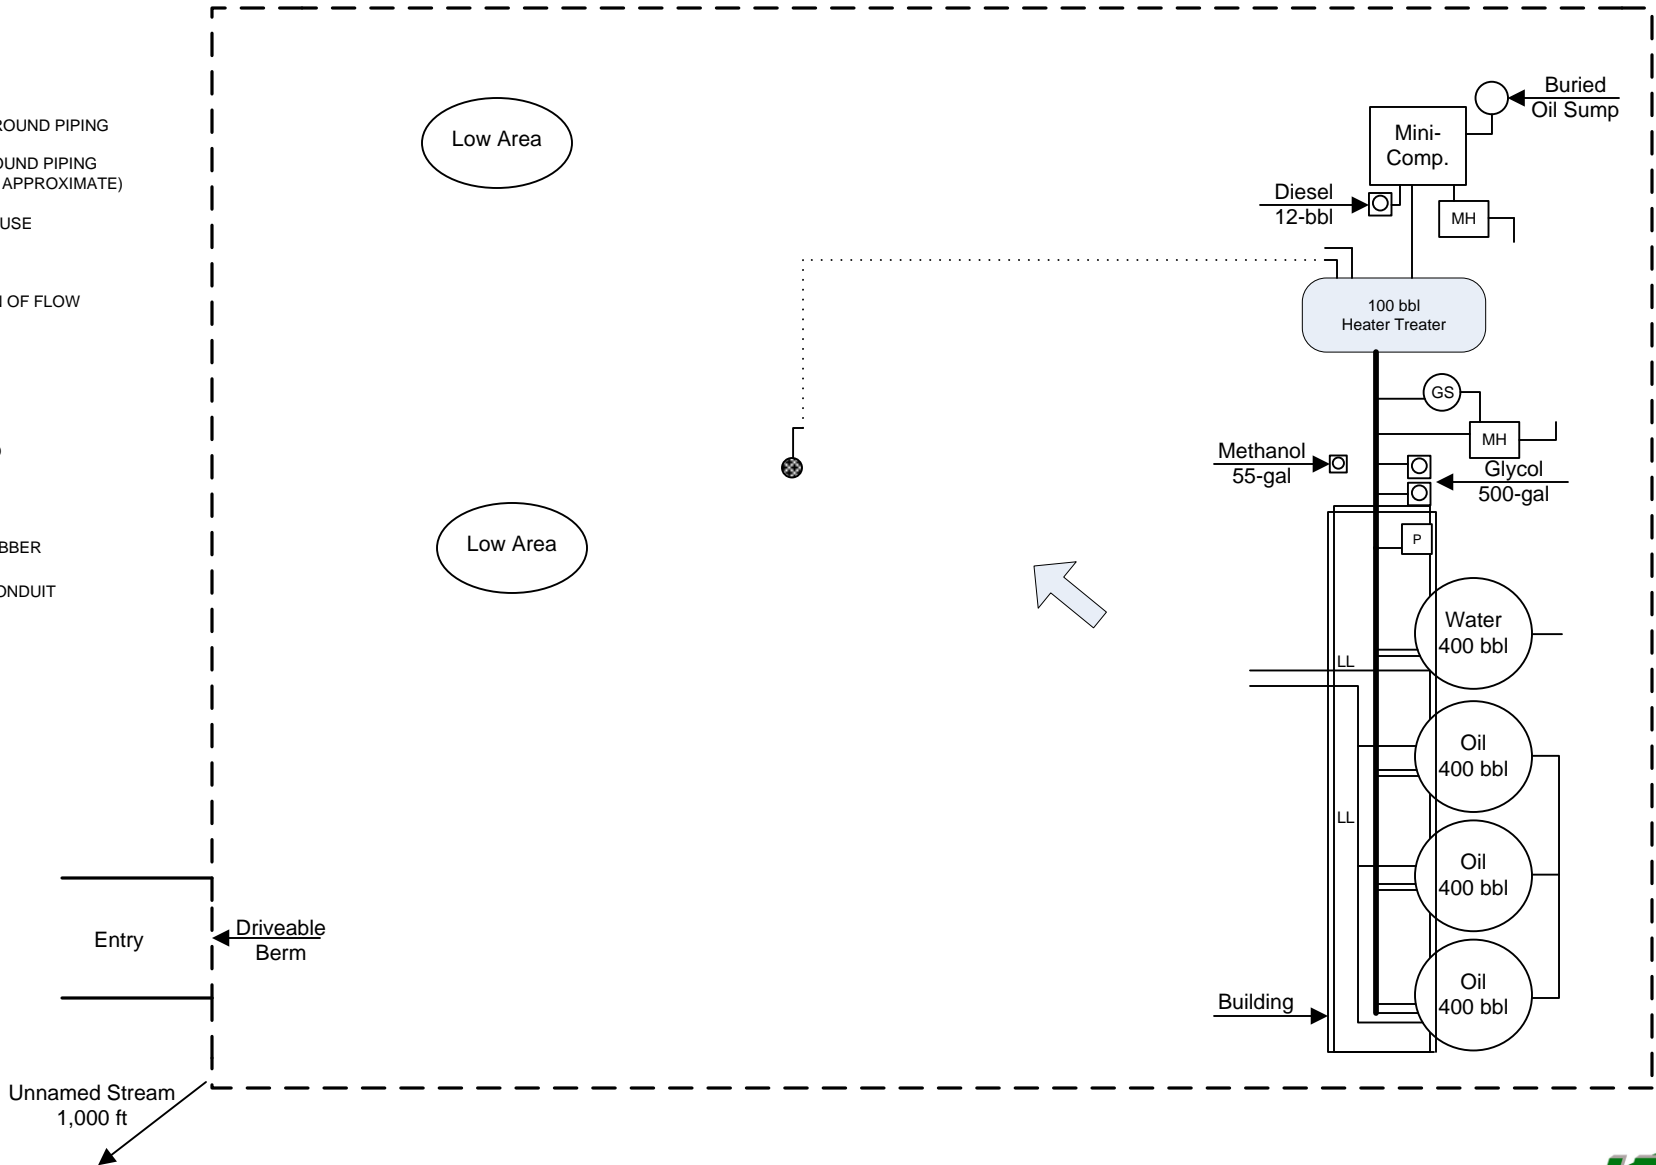 OUND PIPING
OUND PIPING
APPROXIMATE)
USE
OF FLOW
BBER
ONDUIT
Low Area
Low Area
Buried
Oil Sump
Mini-
Comp.
Diesel
12-bbl
MH
100 bbl
Heater Treater
GS
MH
Methanol
55-gal
Glycol
500-gal
P
Water
400 bbl
LL
Oil
400 bbl
LL
Oil
400 bbl
Oil
400 bbl
Building
Entry
Driveable
Berm
Unnamed Stream
1,000 ft